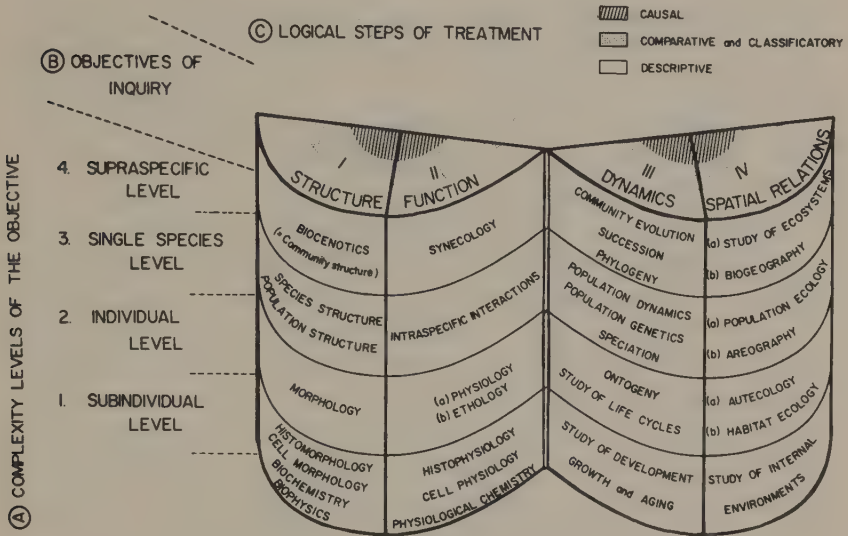 Ⓒ LOGICAL STEPS OF TREATMENT
CAUSAL
COMPARATIVE and CLASSIFICATORY
DESCRIPTIVE
Ⓑ OBJECTIVES OF
INQUIRY
Ⓐ COMPLEXITY LEVELS OF THE OBJECTIVE
4. SUPRASPECIFIC
LEVEL
3. SINGLE SPECIES
LEVEL
2. INDIVIDUAL
LEVEL
1. SUBINDIVIDUAL
LEVEL
I
STRUCTURE
II
FUNCTION
III
DYNAMICS
IV
SPATIAL RELATIONS
BIOCENOTICS
(= Community structure)
SYNECOLOGY
COMMUNITY EVOLUTION
SUCCESSION
PHYLOGENY
(a) STUDY OF ECOSYSTEMS
(b) BIOGEOGRAPHY
SPECIES STRUCTURE
POPULATION STRUCTURE
INTRASPECIFIC INTERACTIONS
POPULATION DYNAMICS
POPULATION GENETICS
SPECIATION
(a) POPULATION ECOLOGY
(b) AREOGRAPHY
MORPHOLOGY
(a) PHYSIOLOGY
(b) ETHOLOGY
ONTOGENY
STUDY OF LIFE CYCLES
(a) AUTECOLOGY
(b) HABITAT ECOLOGY
HISTOMORPHOLOGY
CELL MORPHOLOGY
BIOCHEMISTRY
BIOPHYSICS
HISTOPHYSIOLOGY
CELL PHYSIOLOGY
PHYSIOLOGICAL CHEMISTRY
STUDY OF DEVELOPMENT
GROWTH and AGING
STUDY OF INTERNAL
ENVIRONMENTS